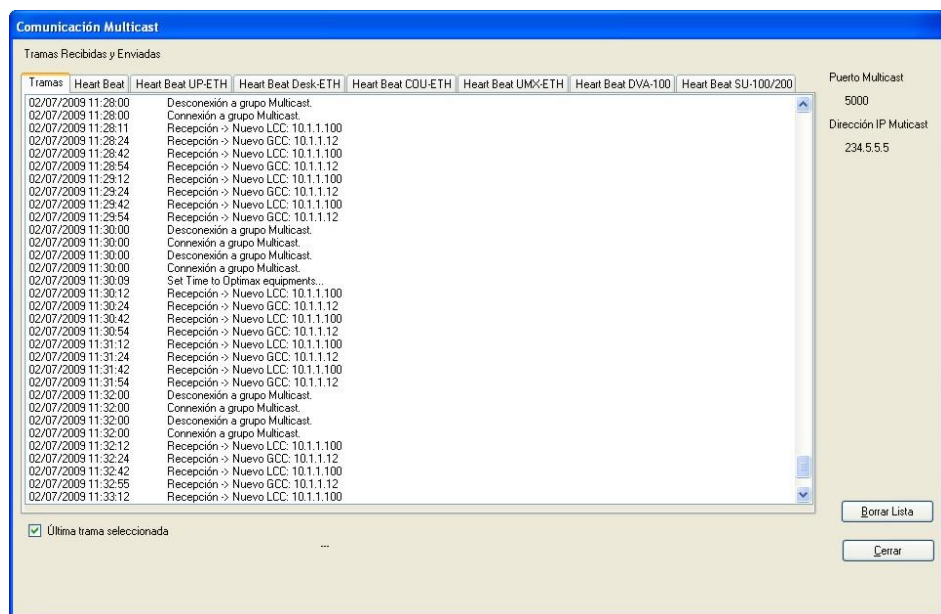 Comunicación Multicast
Tramas Recibidas y Enviadas
Tramas Heart Beat Heart Beat UP-ETH Heart Beat Desk-ETH Heart Beat COU-ETH Heart Beat UMX-ETH Heart Beat DVA-100 Heart Beat SU-100/200
02/07/2009 11:28:00 Desconexión a grupo Multicast.
02/07/2009 11:28:00 Connexión a grupo Multicast.
02/07/2009 11:28:11 Recepción -> Nuevo LCC: 10.1.1.100
02/07/2009 11:28:24 Recepción -> Nuevo GCC: 10.1.1.12
02/07/2009 11:28:42 Recepción -> Nuevo LCC: 10.1.1.100
02/07/2009 11:28:54 Recepción -> Nuevo GCC: 10.1.1.12
02/07/2009 11:29:12 Recepción -> Nuevo LCC: 10.1.1.100
02/07/2009 11:29:24 Recepción -> Nuevo GCC: 10.1.1.12
02/07/2009 11:29:42 Recepción -> Nuevo LCC: 10.1.1.100
02/07/2009 11:29:54 Recepción -> Nuevo GCC: 10.1.1.12
02/07/2009 11:30:00 Desconexión a grupo Multicast.
02/07/2009 11:30:00 Connexión a grupo Multicast.
02/07/2009 11:30:00 Desconexión a grupo Multicast.
02/07/2009 11:30:00 Connexión a grupo Multicast.
02/07/2009 11:30:09 Set Time to Optimax equipments...
02/07/2009 11:30:12 Recepción -> Nuevo LCC: 10.1.1.100
02/07/2009 11:30:24 Recepción -> Nuevo GCC: 10.1.1.12
02/07/2009 11:30:42 Recepción -> Nuevo LCC: 10.1.1.100
02/07/2009 11:30:54 Recepción -> Nuevo GCC: 10.1.1.12
02/07/2009 11:31:12 Recepción -> Nuevo LCC: 10.1.1.100
02/07/2009 11:31:24 Recepción -> Nuevo GCC: 10.1.1.12
02/07/2009 11:31:42 Recepción -> Nuevo LCC: 10.1.1.100
02/07/2009 11:31:54 Recepción -> Nuevo GCC: 10.1.1.12
02/07/2009 11:32:00 Desconexión a grupo Multicast.
02/07/2009 11:32:00 Connexión a grupo Multicast.
02/07/2009 11:32:00 Desconexión a grupo Multicast.
02/07/2009 11:32:00 Connexión a grupo Multicast.
02/07/2009 11:32:12 Recepción -> Nuevo LCC: 10.1.1.100
02/07/2009 11:32:24 Recepción -> Nuevo GCC: 10.1.1.12
02/07/2009 11:32:42 Recepción -> Nuevo LCC: 10.1.1.100
02/07/2009 11:32:55 Recepción -> Nuevo GCC: 10.1.1.12
02/07/2009 11:33:12 Recepción -> Nuevo LCC: 10.1.1.100
Última trama seleccionada
...
Puerto Multicast
5000
Dirección IP Muticast
234.5.5.5
Borrar Lista
Cerrar